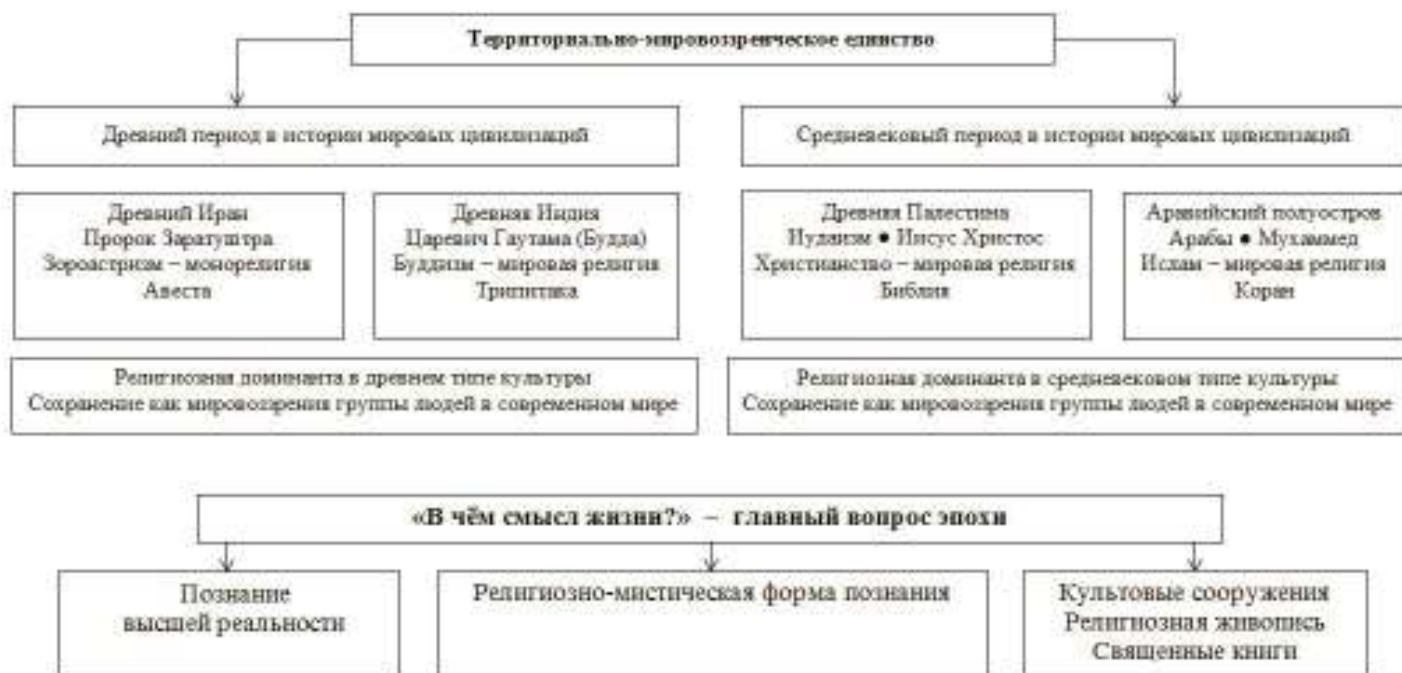 Территориально-мировоззренческое единство
Древний период в истории мировых цивилизаций
Средневековый период в истории мировых цивилизаций
Древний Иран
Пророк Заратуштра
Зороастризм – монорелигия
Авеста
Древняя Индия
Царевич Гаутама (Будда)
Буддизм – мировая религия
Трипитака
Древняя Палестина
Иудаизм ● Иисус Христос
Христианство – мировая религия
Библия
Аравийский полуостров
Арабы ● Мухаммед
Ислам – мировая религия
Коран
Религиозная доминанта в древнем типе культуры
Сохранение как мировоззрения группы людей в современном мире
Религиозная доминанта в средневековом типе культуры
Сохранение как мировоззрения группы людей в современном мире
«В чём смысл жизни?» – главный вопрос эпохи
Познание
высшей реальности
Религиозно-мистическая форма познания
Культовые сооружения
Религиозная живопись
Священные книги